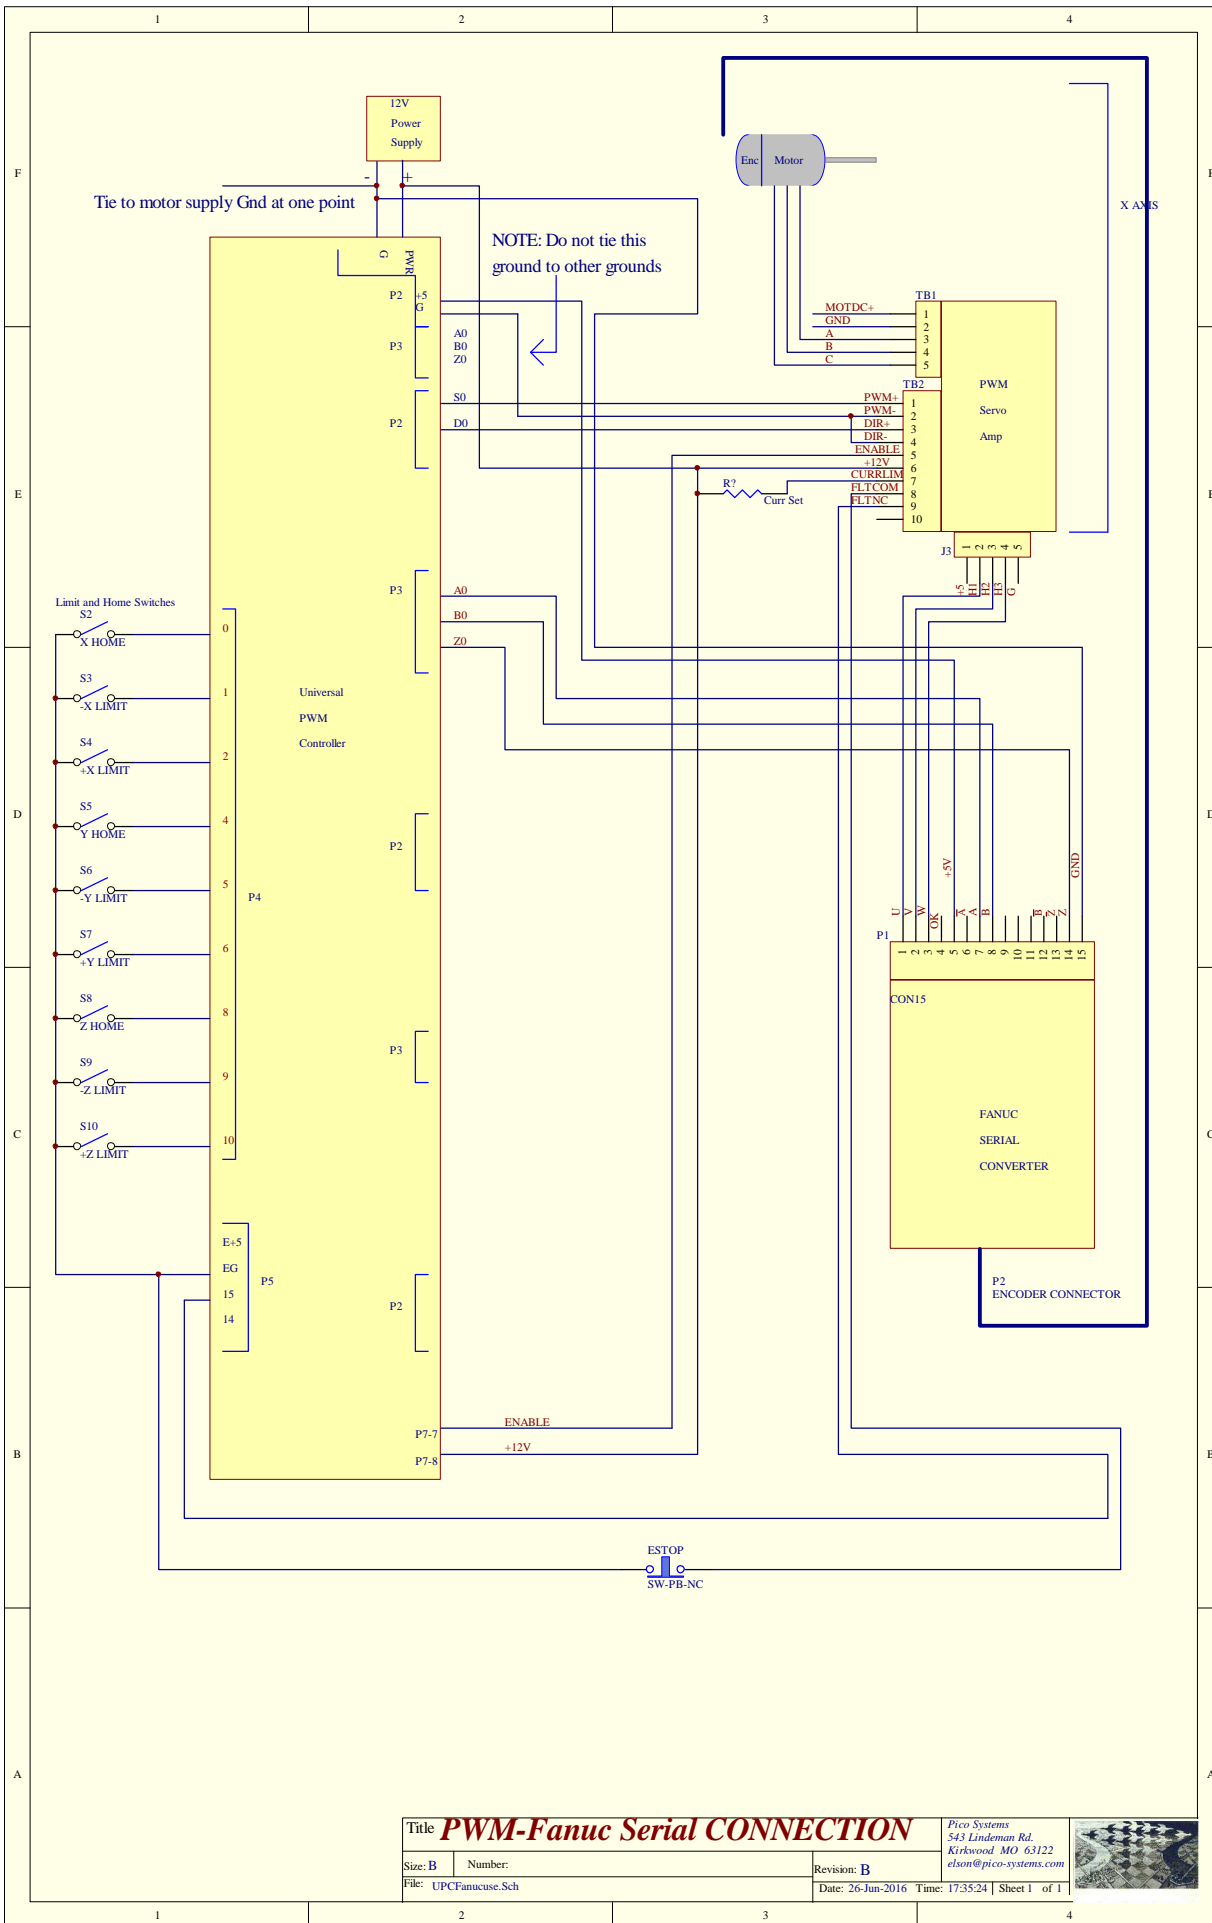 1 2 3 4
F
E
D
C
B
A
12V
Power
Supply
- +
Tie to motor supply Gnd at one point
NOTE: Do not tie this
ground to other grounds
G PWR
P2 +5
G
P3 A0
B0
Z0
P2 S0
D0
Enc Motor
X AXIS
TB1
MOTDC+ 1
GND 2
A 3
B 4
C 5
PWM
Servo
Amp
TB2
PWM+ 1
PWM- 2
DIR+ 3
DIR- 4
ENABLE 5
+12V 6
CURRLIM 7
FLTCOM 8
FLTNC 9
10
R?
Curr Set
J3 1 2 3 4 5
+5 H1 H2 H3 G
P3 A0
B0
Z0
Limit and Home Switches
S2
X HOME 0
S3
-X LIMIT 1
S4
+X LIMIT 2
S5
Y HOME 4
S6
-Y LIMIT 5
S7
+Y LIMIT 6
S8
Z HOME 8
S9
-Z LIMIT 9
S10
+Z LIMIT 10
Universal
PWM
Controller
P4
P2
P3
P2
E+5
EG
15
14
P5
P7-7 ENABLE
P7-8 +12V
U V W OK +5V A A B B Z Z GND
P1 1 2 3 4 5 6 7 8 9 10 11 12 13 14 15
CON15
FANUC
SERIAL
CONVERTER
P2
ENCODER CONNECTOR
ESTOP
SW-PB-NC
Title PWM-Fanuc Serial CONNECTION
Size: B Number: Revision: B
File: UPCFanucuse.Sch
Date: 26-Jun-2016 Time: 17:35:24 Sheet 1 of 1
Pico Systems
543 Lindeman Rd.
Kirkwood MO 63122
elson@pico-systems.com
1 2 3 4